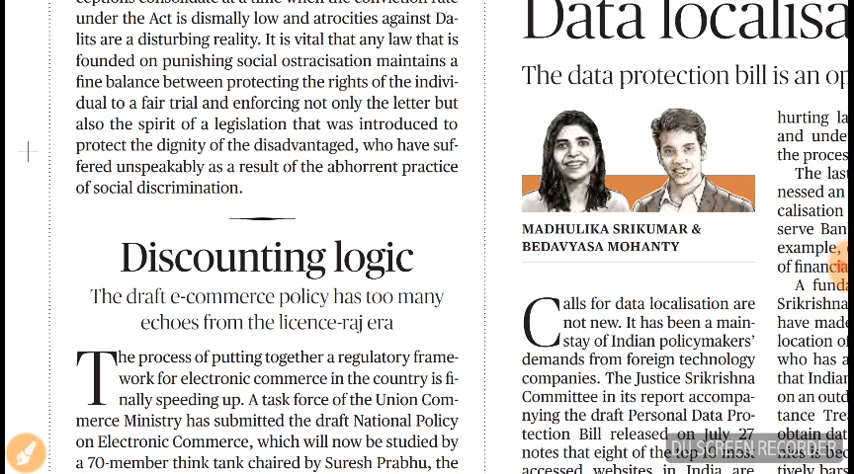 ceptions consolidate at a time when the conviction rate
under the Act is dismally low and atrocities against Da-
lits are a disturbing reality. It is vital that any law that is
founded on punishing social ostracisation maintains a
fine balance between protecting the rights of the indivi-
dual to a fair trial and enforcing not only the letter but
also the spirit of a legislation that was introduced to
protect the dignity of the disadvantaged, who have suf-
fered unspeakably as a result of the abhorrent practice
of social discrimination.
Discounting logic
The draft e-commerce policy has too many
echoes from the licence-raj era
The process of putting together a regulatory frame-
work for electronic commerce in the country is fi-
nally speeding up. A task force of the Union Com-
merce Ministry has submitted the draft National Policy
on Electronic Commerce, which will now be studied by
a 70-member think tank chaired by Suresh Prabhu, the
Data localisa
The data protection bill is an op
MADHULIKA SRIKUMAR &
BEDAVYASA MOHANTY
Calls for data localisation are
not new. It has been a main-
stay of Indian policymakers'
demands from foreign technology
companies. The Justice Srikrishna
Committee in its report accompa-
nying the draft Personal Data Pro-
tection Bill released on July 27
notes that eight of the top 10 most
accessed websites in India are
hurting la
and unde
the proces
The last
nessed an
calisation
serve Ban
example,
of financia
A funda
Srikrishna
have made
location of
who has a
that Indian
on an outd
tance Trea
obtain dat
tively bars
DU SCREEN RECORDER